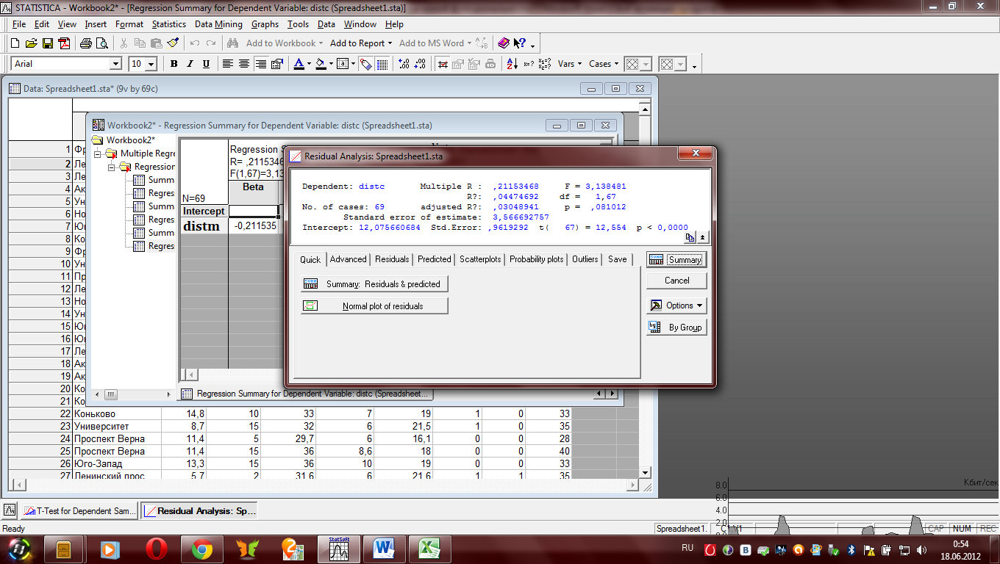 STATISTICA - Workbook2* - [Regression Summary for Dependent Variable: distc (Spreadsheet1.sta)]
File Edit View Insert Format Statistics Data Mining Graphs Tools Data Window Help
Add to Workbook Add to Report Add to MS Word
Arial 10 B I U A Vars Cases
Data: Spreadsheet1.sta* (9v by 69c)
Workbook2* - Regression Summary for Dependent Variable: distc (Spreadsheet1.sta)
Workbook2*
Multiple Regre
Regression
Summ
Regres
Summ
Regres
Summ
Regres
Regression S
R= ,2115346
F(1,67)=3,13
Beta
N=69
Intercept
distm -0,211535
Regression Summary for Dependent Variable: distc (Spreadsheet...
Residual Analysis: Spreadsheet1.sta
Dependent: distc Multiple R : ,21153468 F = 3,138481
R?: ,04474692 df = 1,67
No. of cases: 69 adjusted R?: ,03048941 p = ,081012
Standard error of estimate: 3,566692757
Intercept: 12,075660684 Std.Error: ,9619292 t( 67) = 12,554 p < 0,0000
Quick Advanced Residuals Predicted Scatterplots Probability plots Outliers Save
Summary: Residuals & predicted
Normal plot of residuals
Summary
Cancel
Options
By Group
1 Фр
2 Ле
3 Ле
4 Ак
5 Ун
6 Но
7 Юг
8 Ко
9 Фр
10 Ун
11 Пр
12 Ле
13 Но
14 Ун
15 Юг
16 Юг
17 Ле
18 Ак
19 Ак
20 Ко
21 Ко
22 Коньково 14,8 10 33 7 19 1 0 33
23 Университет 8,7 15 32 6 21,5 1 0 35
24 Проспект Верна 11,4 5 29,7 6 16,1 0 0 28
25 Проспект Верна 11,4 15 36 8,6 18 0 0 40
26 Юго-Запад 13,3 15 36 10 19 0 0 33
27 Ленинский прос 5,7 2 31,6 6 21,6 1 1 35
Кбит/сек
8.0
6.0
4.0
2.0
T-Test for Dependent Sam...
Residual Analysis: Sp...
Ready
Spreadsheet1. CAP NUM REC
StatSoft
RU
0:54
18.06.2012